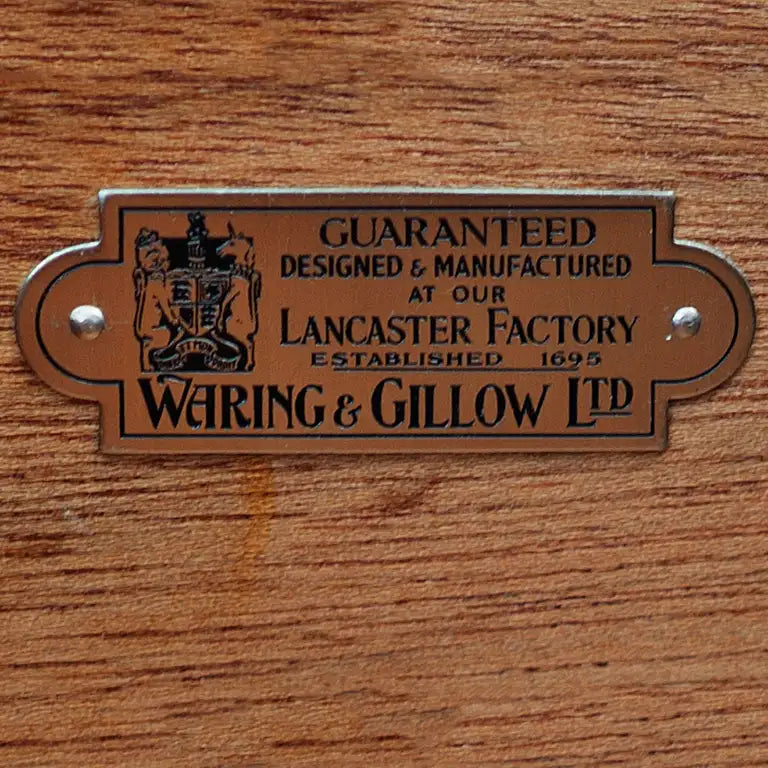 GUARANTEED
DESIGNED & MANUFACTURED
AT OUR
LANCASTER FACTORY
ESTABLISHED 1695
WARING & GILLOW LTD